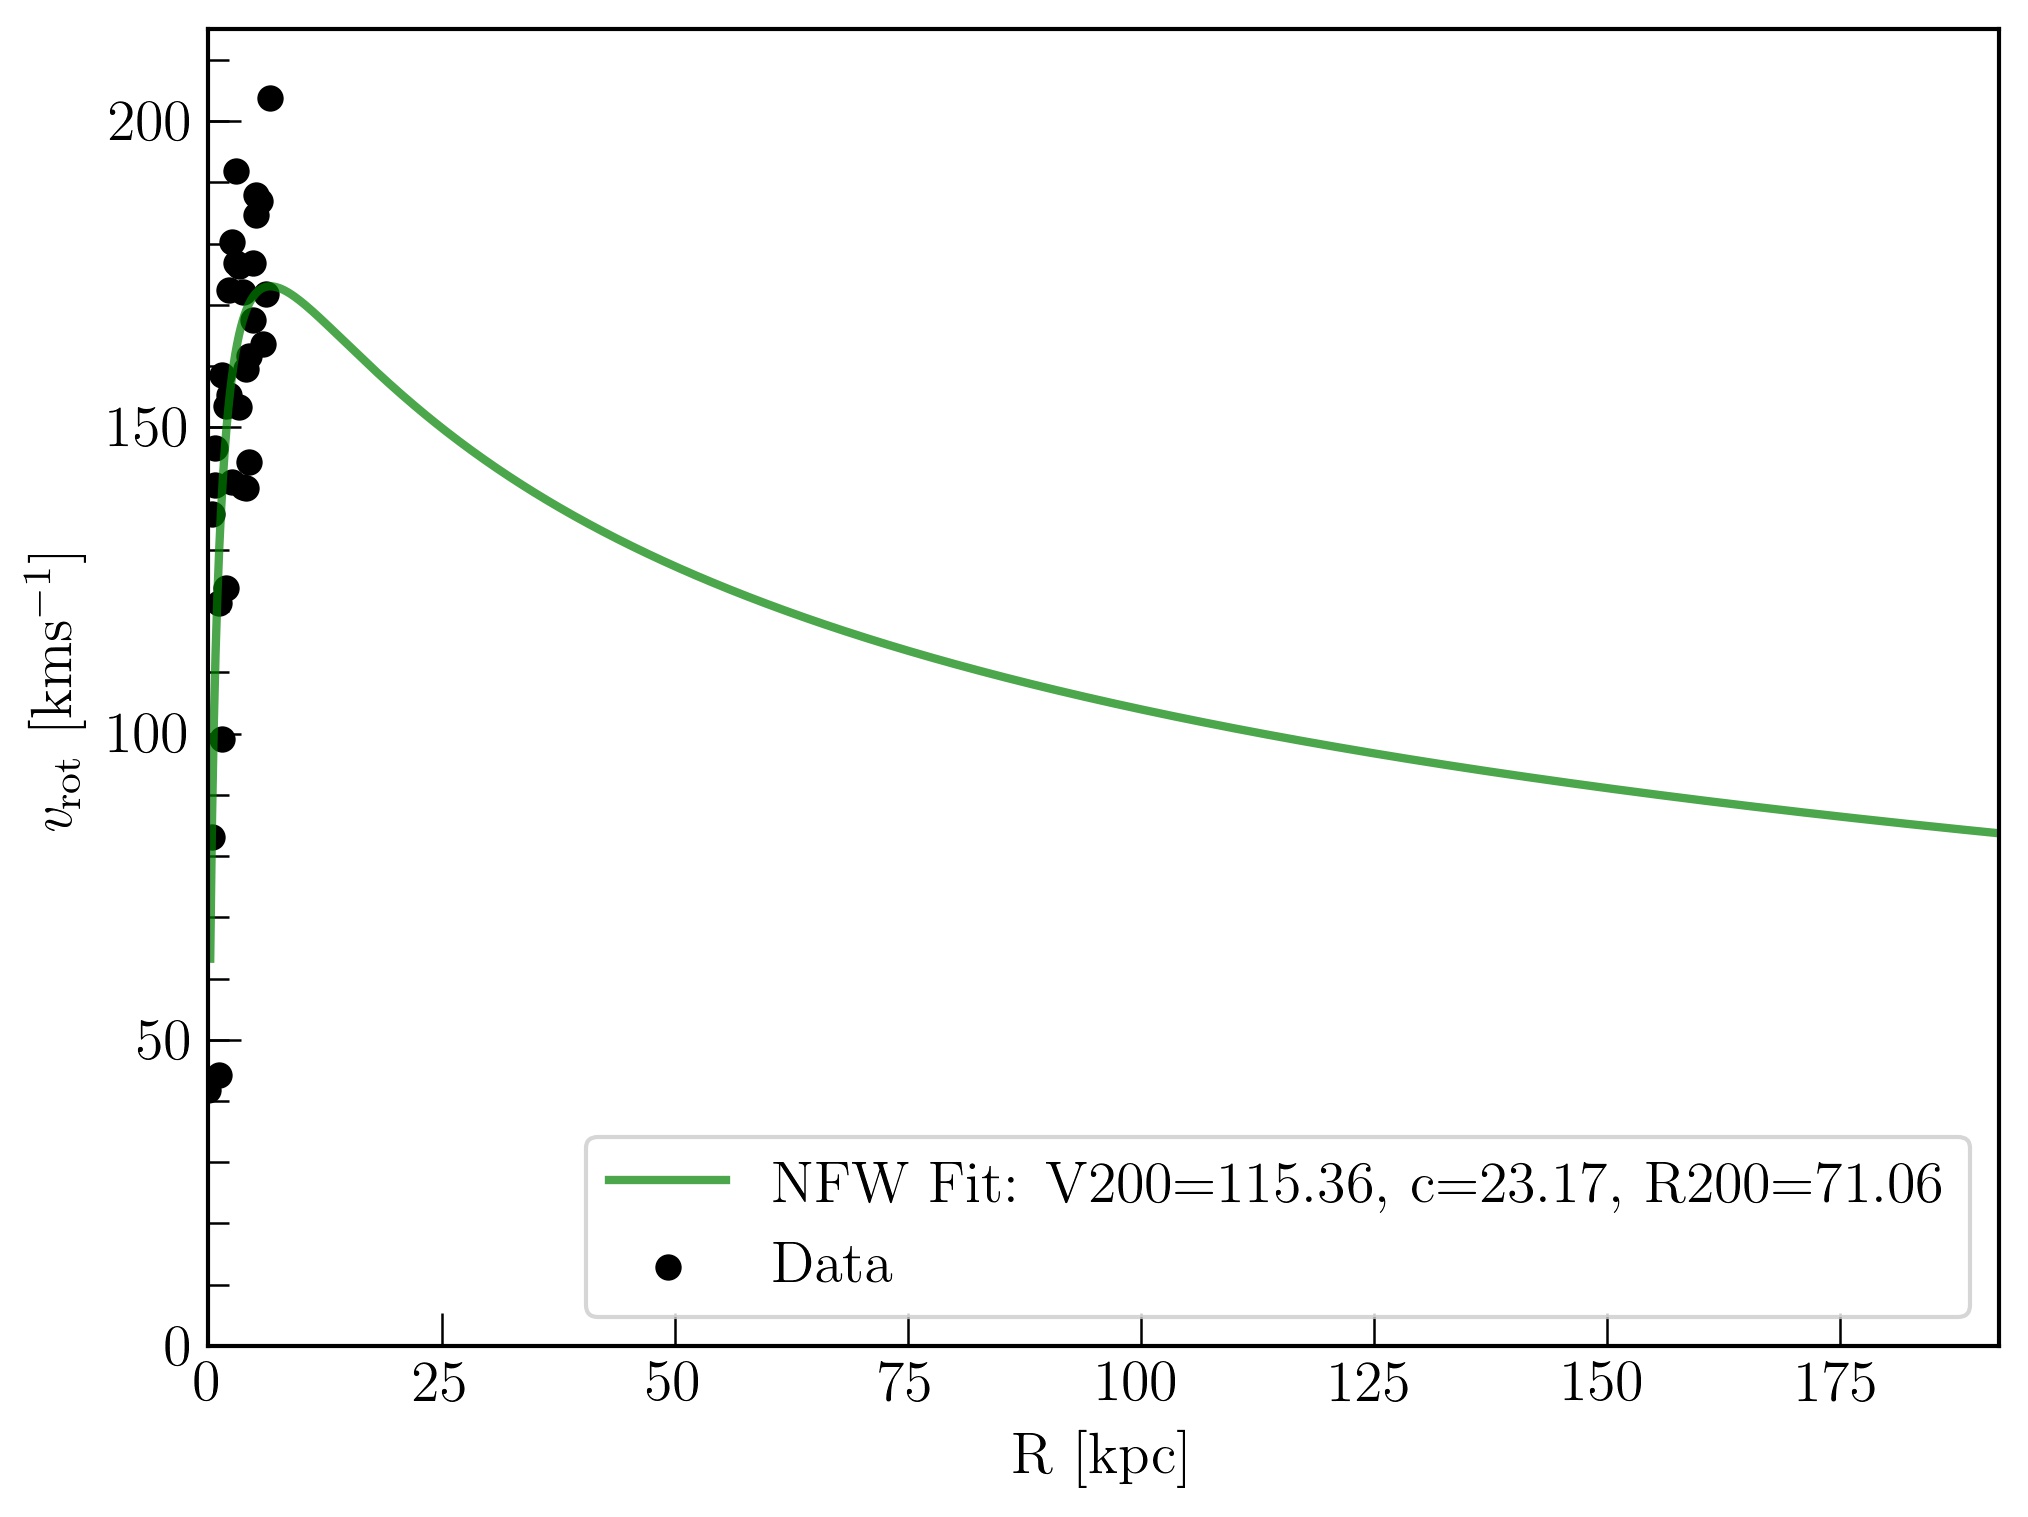 200
150
100
50
0
v_rot [kms⁻¹]
NFW Fit: V200=115.36, c=23.17, R200=71.06
Data
0 25 50 75 100 125 150 175
R [kpc]